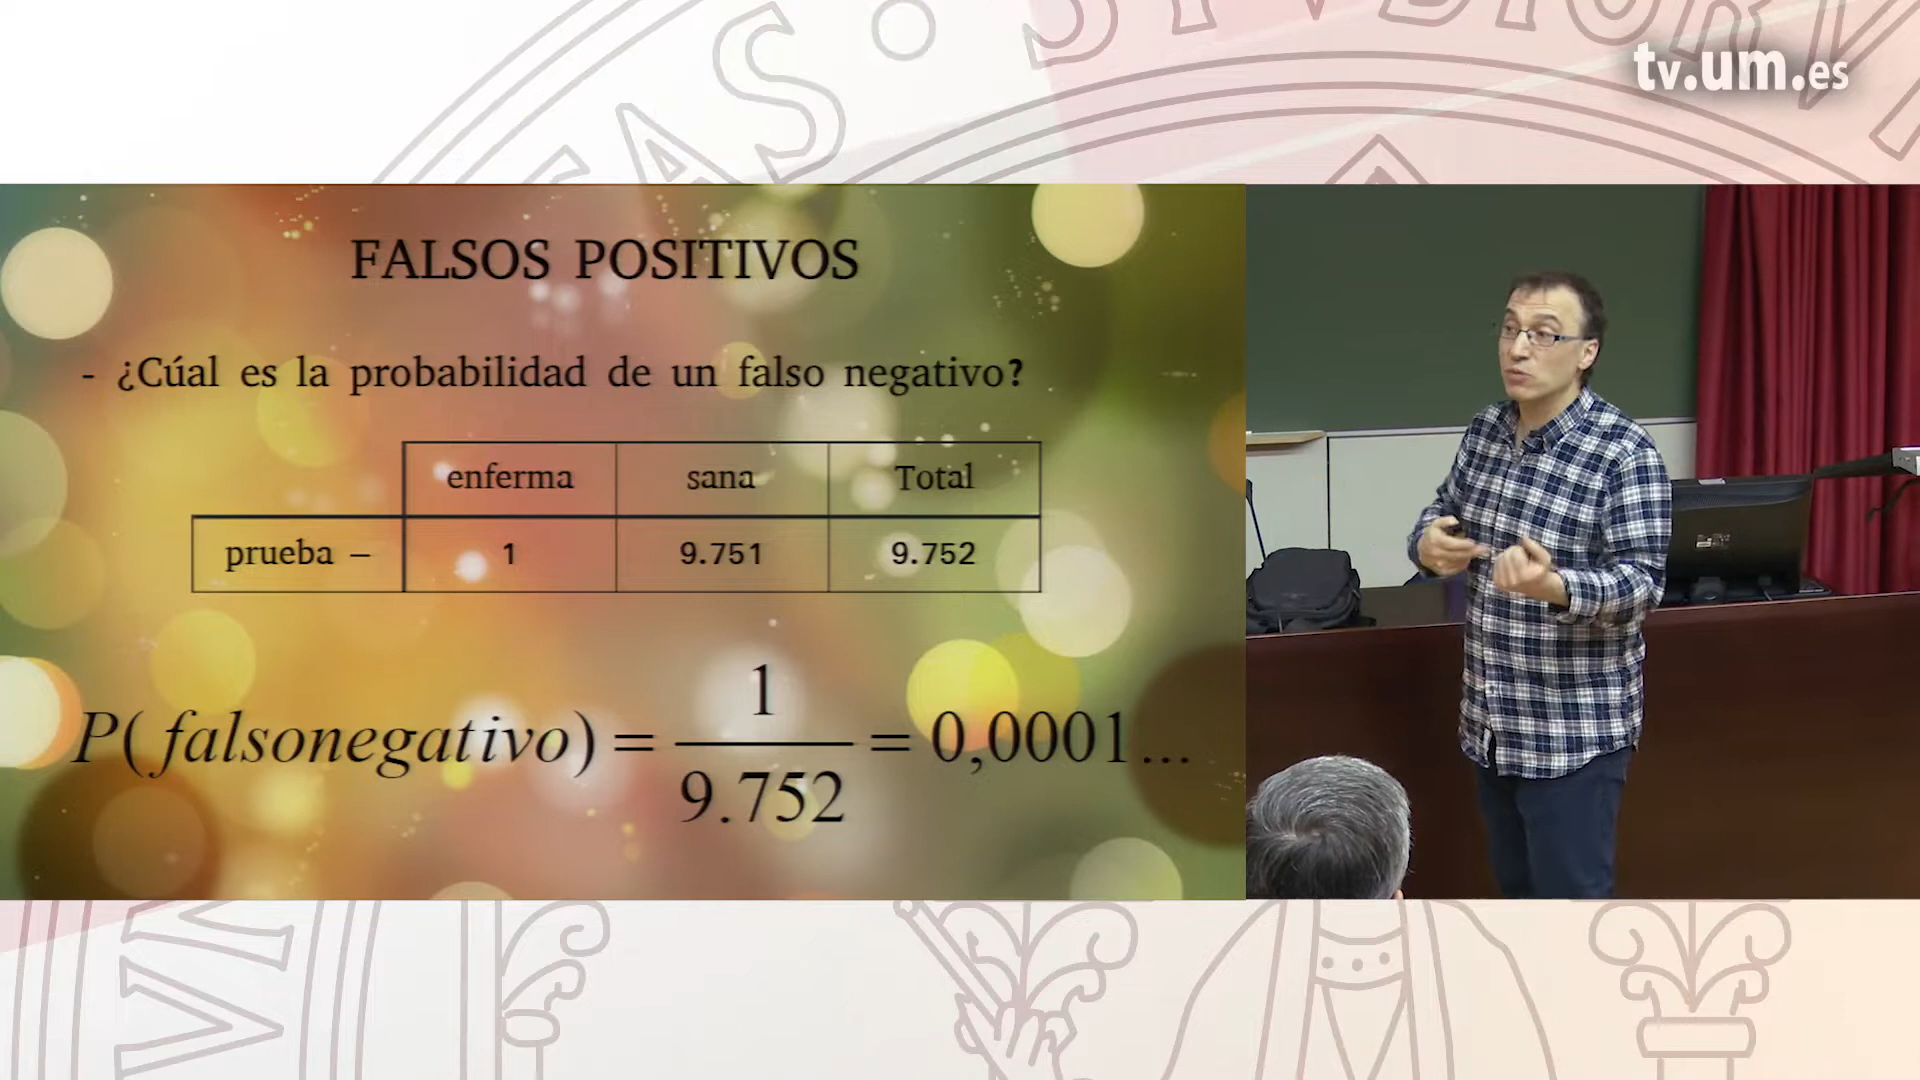 tv.um.es
FALSOS POSITIVOS
- ¿Cúal es la probabilidad de un falso negativo?
enferma sana Total
prueba – 1 9.751 9.752
P(falsonegativo) = 1/9.752 = 0,0001...